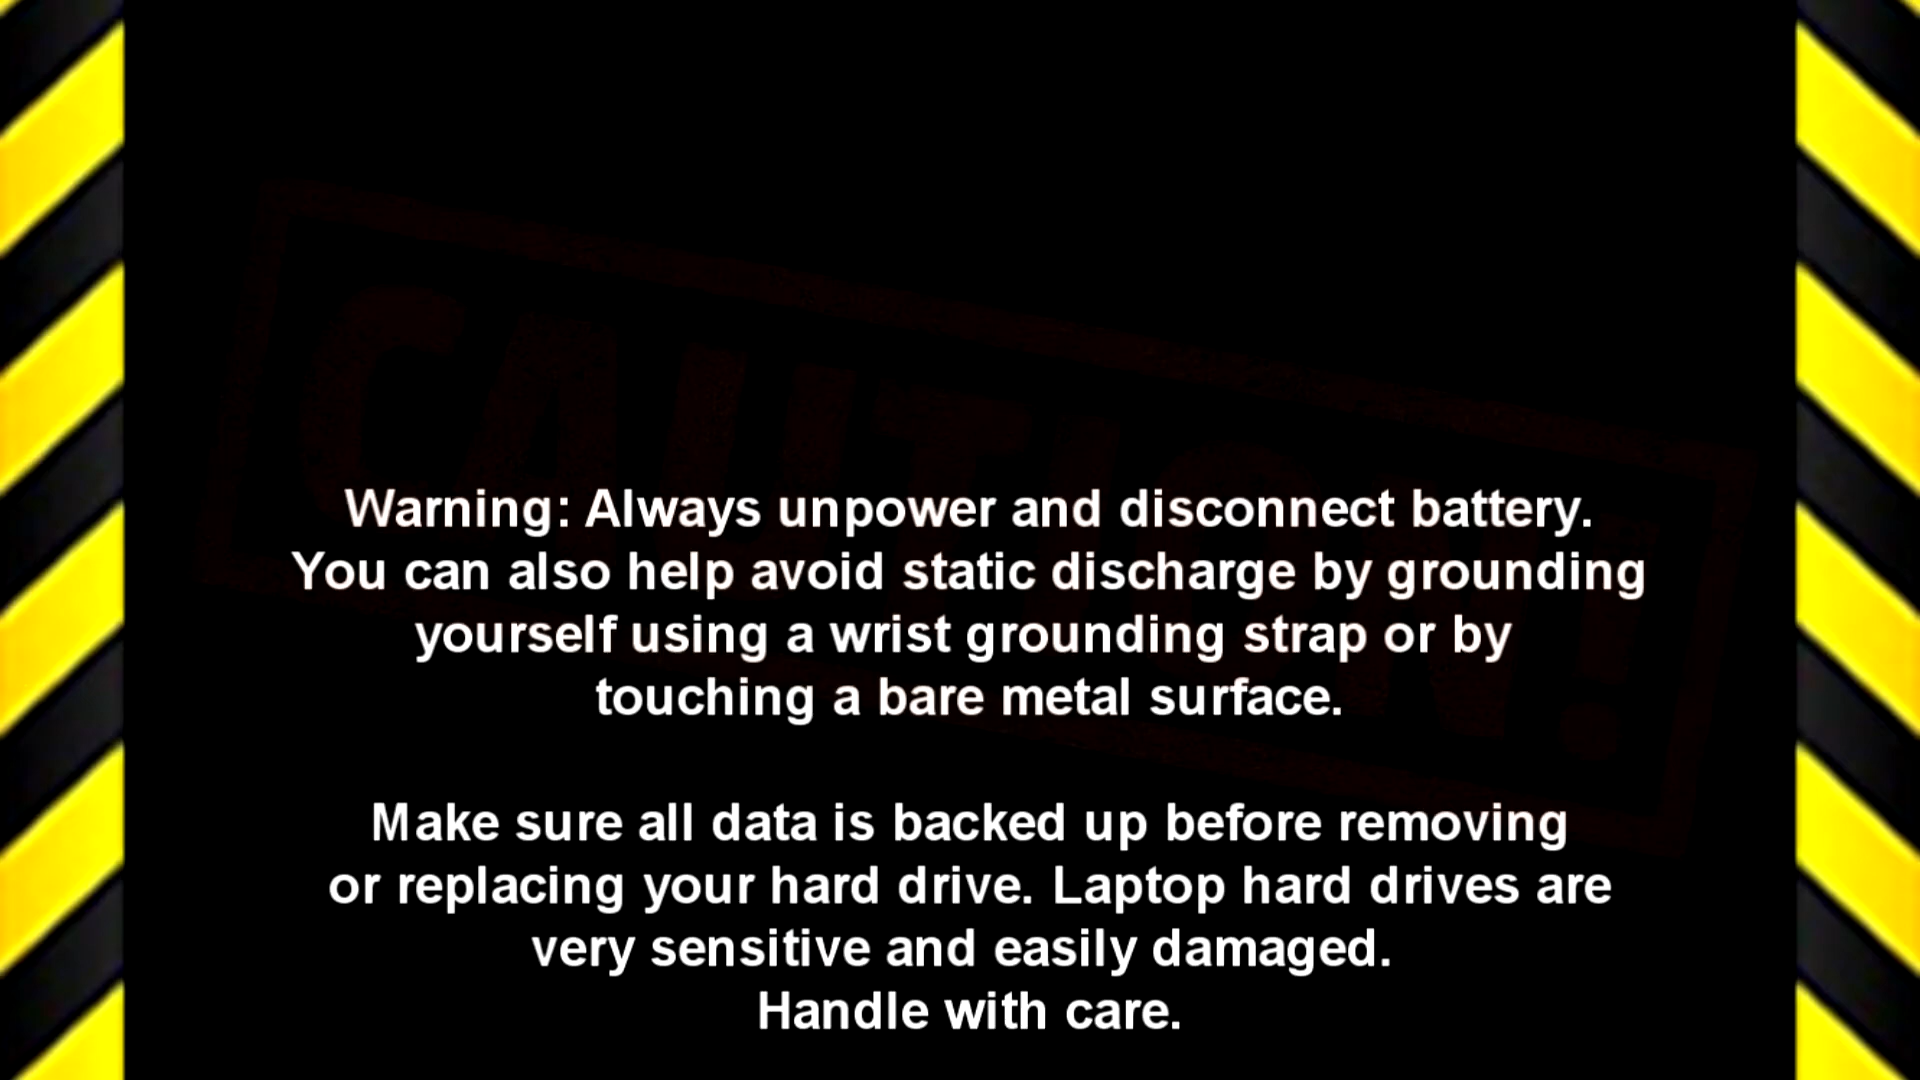 CAUTION!
Warning: Always unpower and disconnect battery.
You can also help avoid static discharge by grounding
yourself using a wrist grounding strap or by
touching a bare metal surface.
Make sure all data is backed up before removing
or replacing your hard drive. Laptop hard drives are
very sensitive and easily damaged.
Handle with care.